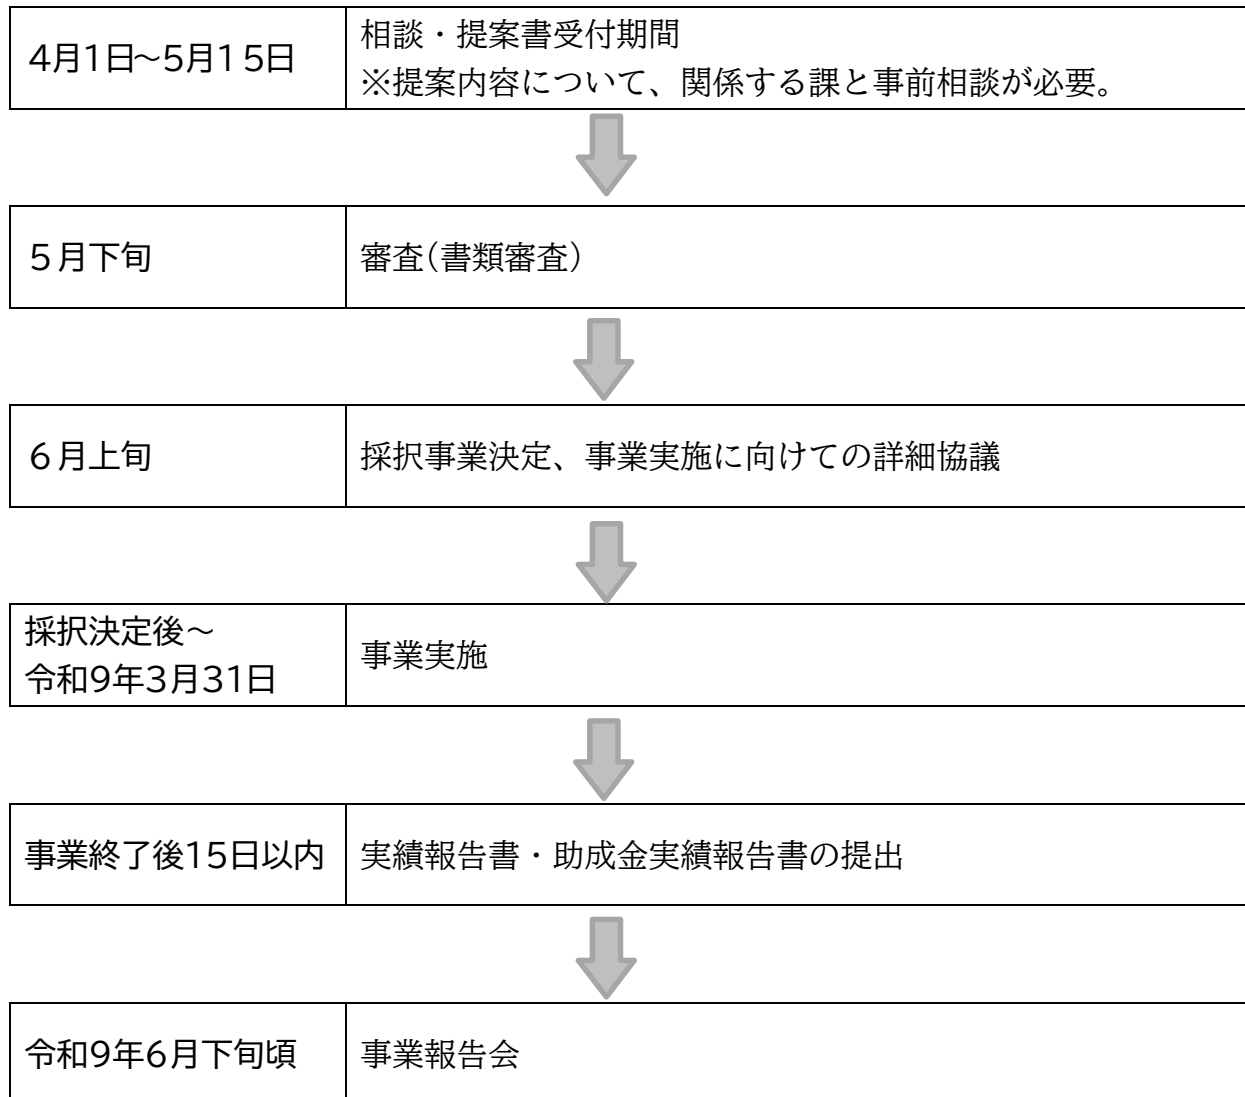 4月1日~5月15日
相談・提案書受付期間
※提案内容について、関係する課と事前相談が必要。
5月下旬
審査(書類審査)
6月上旬
採択事業決定、事業実施に向けての詳細協議
採択決定後~
令和9年3月31日
事業実施
事業終了後15日以内
実績報告書・助成金実績報告書の提出
令和9年6月下旬頃
事業報告会